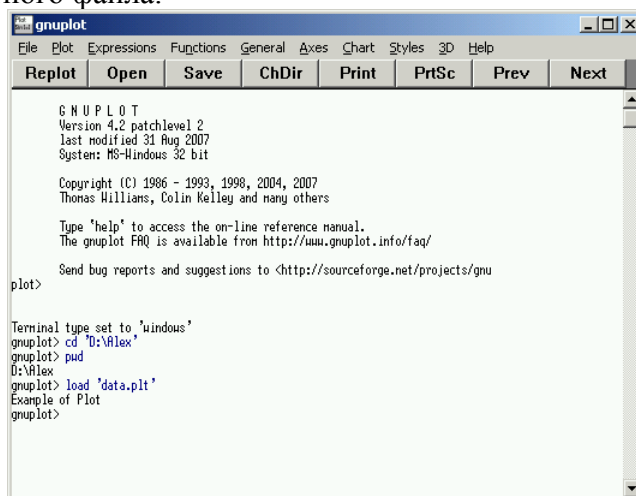 ного файла.
gnuplot
File Plot Expressions Functions General Axes Chart Styles 3D Help
Replot Open Save ChDir Print PrtSc Prev Next
G N U P L O T
Version 4.2 patchlevel 2
last modified 31 Aug 2007
System: MS-Windows 32 bit
Copyright (C) 1986 - 1993, 1998, 2004, 2007
Thomas Williams, Colin Kelley and many others
Type `help` to access the on-line reference manual.
The gnuplot FAQ is available from http://www.gnuplot.info/faq/
Send bug reports and suggestions to <http://sourceforge.net/projects/gnu
plot>
Terminal type set to 'windows'
gnuplot> cd 'D:\Alex'
gnuplot> pwd
D:\Alex
gnuplot> load 'data.plt'
Example of Plot
gnuplot>